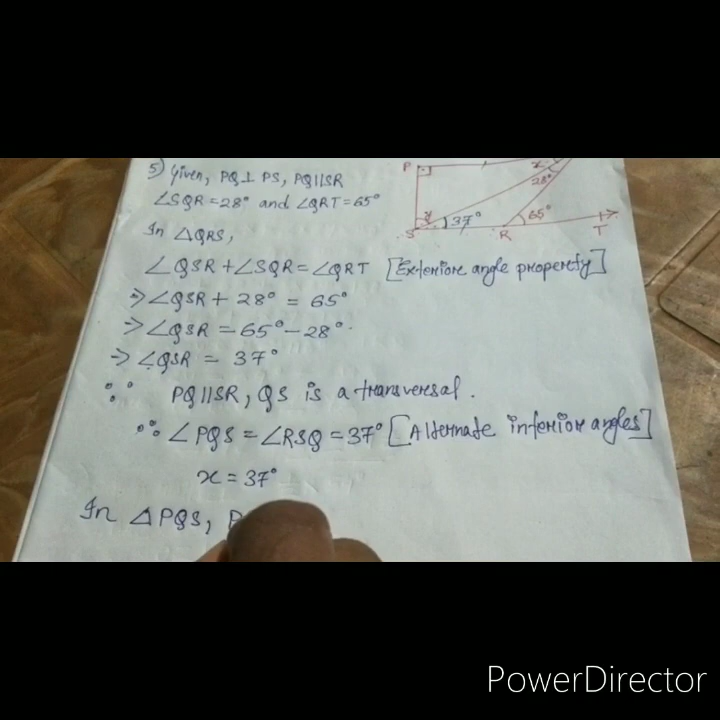 5) Given, PQ⊥ PS, PQ∥SR
∠SQR = 28° and ∠QRT = 65°
In △QRS,
∠QSR + ∠SQR = ∠QRT [Exterior angle property]
⇒ ∠QSR + 28° = 65°
⇒ ∠QSR = 65° - 28°
⇒ ∠QSR = 37°
∵ PQ∥SR, QS is a transversal.
∴ ∠PQS = ∠RSQ = 37° [Alternate interior angles]
x = 37°
In △PQS, P
P
x
28°
y
37°
65°
S
R
T
PowerDirector